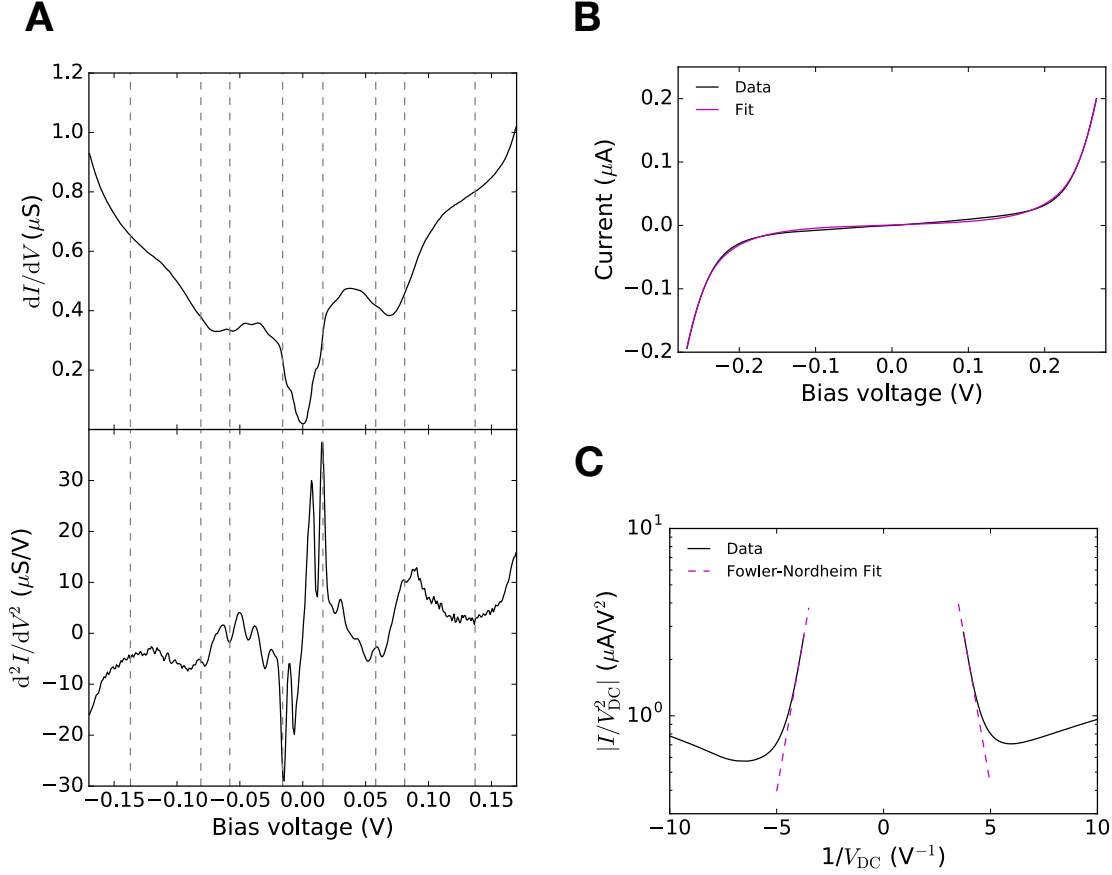 A
1.2
1.0
0.8
0.6
0.4
0.2
dI/dV (μS)
30
20
10
0
−10
−20
−30
d²I/dV² (μS/V)
−0.15 −0.10 −0.05 0.00 0.05 0.10 0.15
Bias voltage (V)
B
Data
Fit
0.2
0.1
0.0
−0.1
−0.2
Current (μA)
−0.2 −0.1 0.0 0.1 0.2
Bias voltage (V)
C
Data
Fowler-Nordheim Fit
10¹
10⁰
|I/V²_DC| (μA/V²)
−10 −5 0 5 10
1/V_DC (V⁻¹)